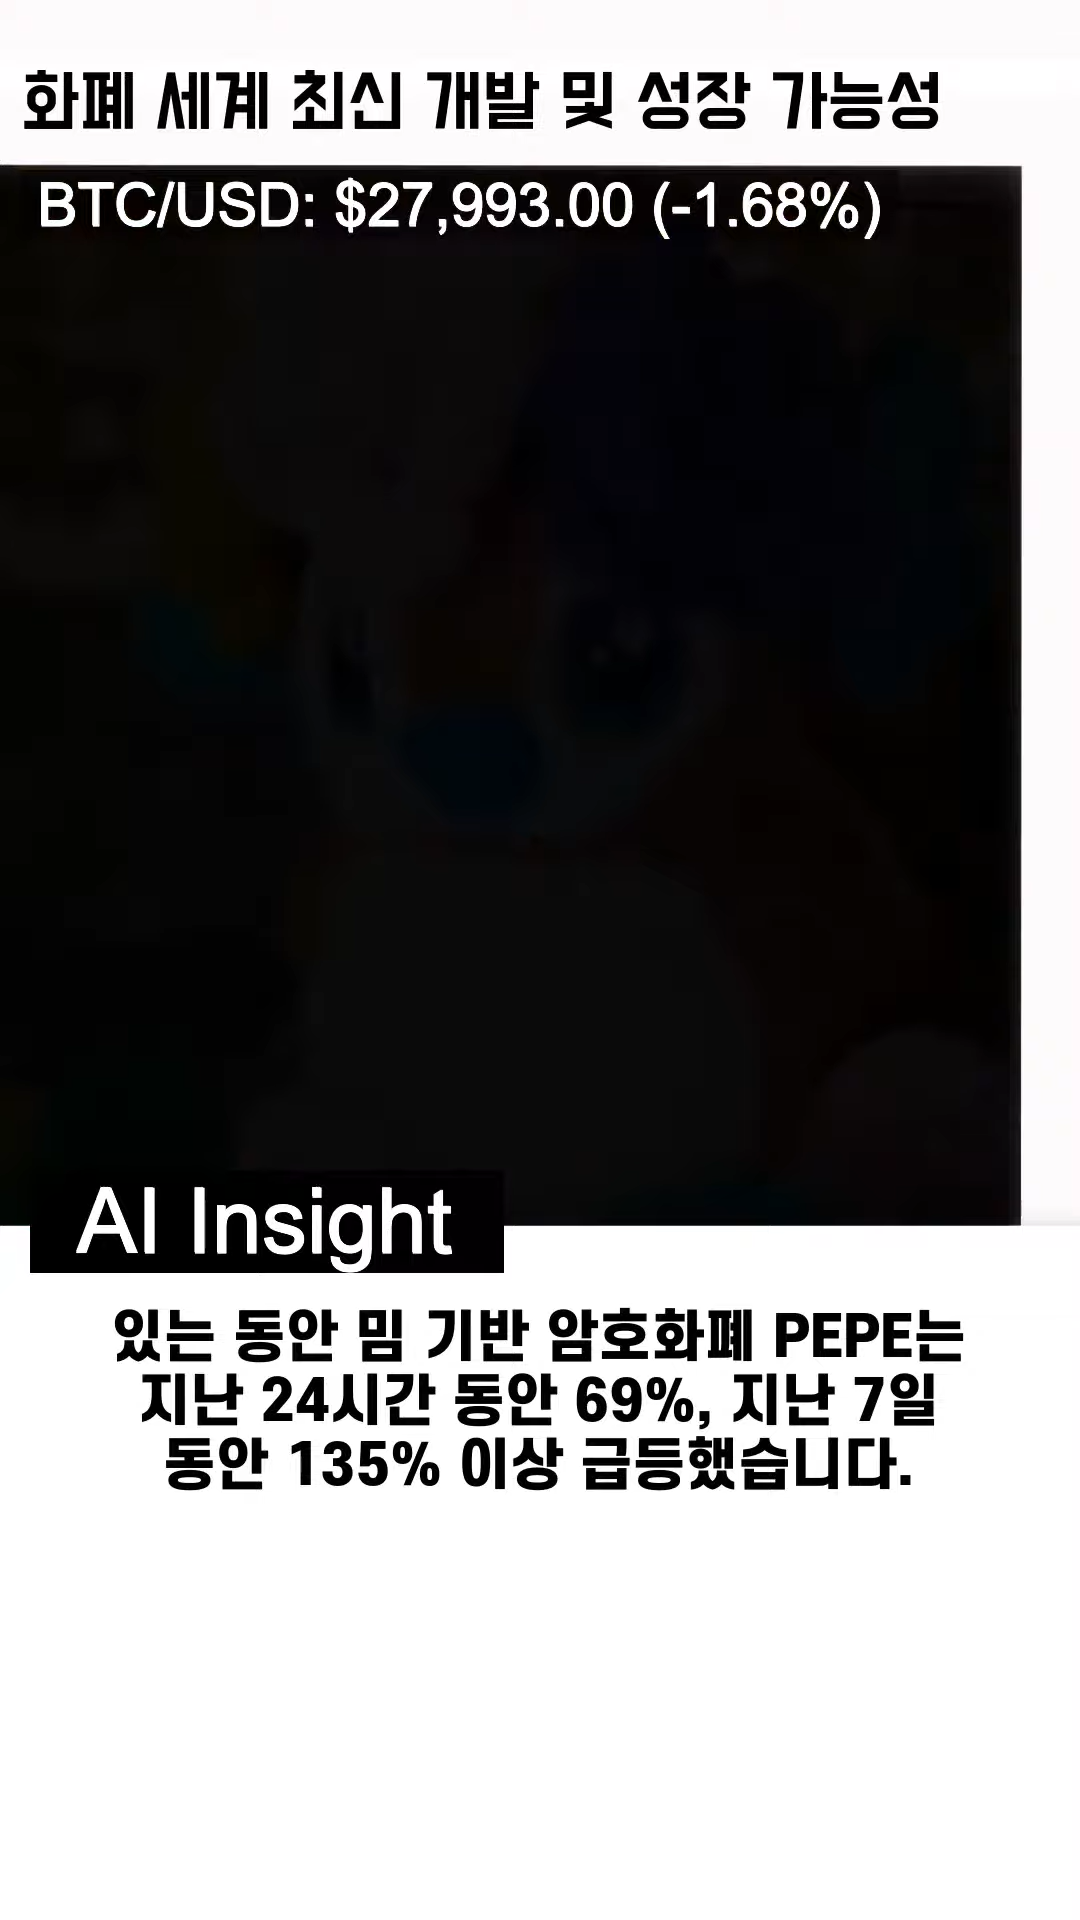 화폐 세계 최신 개발 및 성장 가능성
BTC/USD: $27,993.00 (-1.68%)
AI Insight
있는 동안 밈 기반 암호화폐 PEPE는
지난 24시간 동안 69%, 지난 7일
동안 135% 이상 급등했습니다.